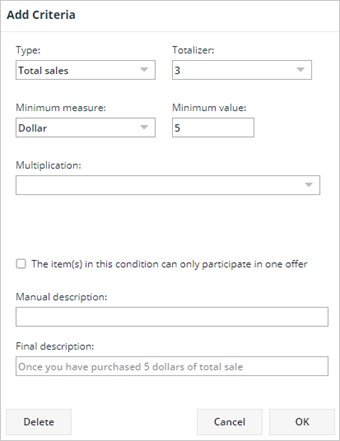 Add Criteria
Type: Totalizer:
Total sales 3
Minimum measure: Minimum value:
Dollar 5
Multiplication:
The item(s) in this condition can only participate in one offer
Manual description:
Final description:
Once you have purchased 5 dollars of total sale
Delete Cancel OK